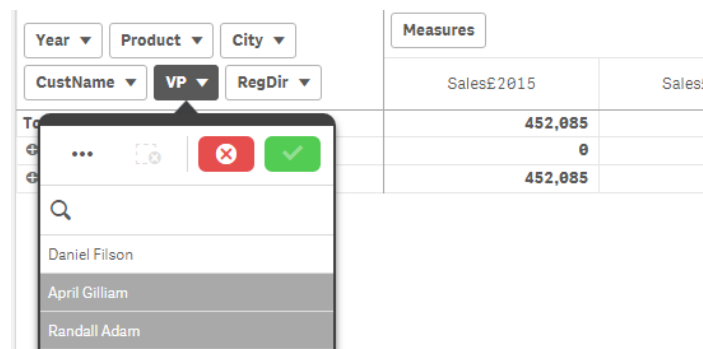 Year Product City Measures
CustName VP RegDir
Sales£2015
452,085
0
452,085
Daniel Filson
April Gilliam
Randall Adam